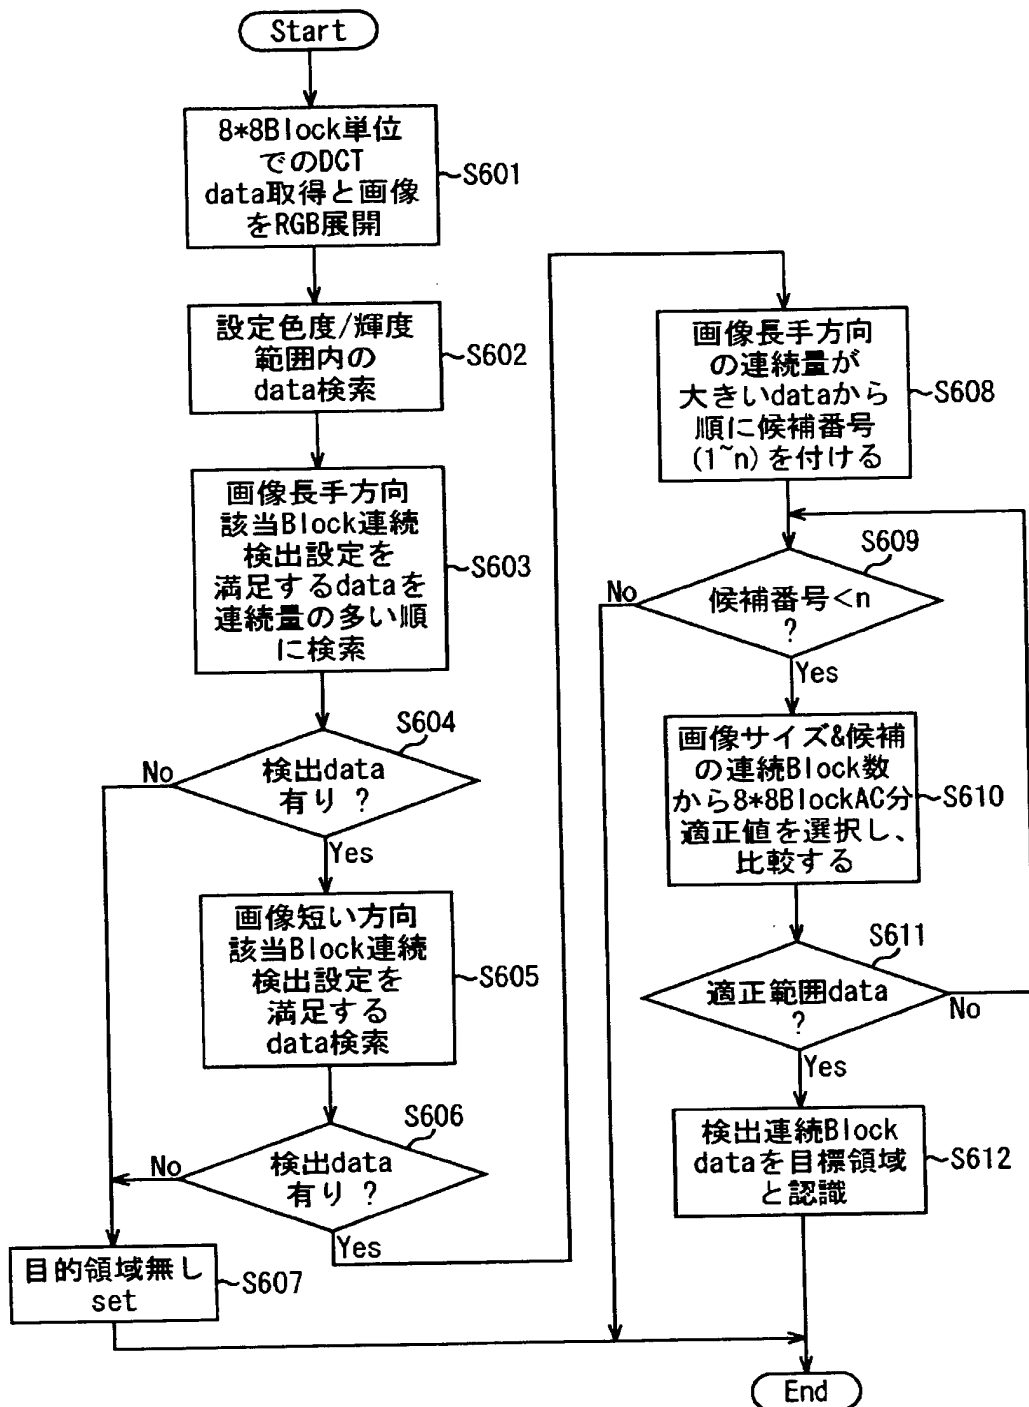 Start
8*8Block単位
でのDCT
data取得と画像
をRGB展開
S601
設定色度/輝度
範囲内の
data検索
S602
画像長手方向
該当Block連続
検出設定を
満足するdataを
連続量の多い順
に検索
S603
S604
検出data
有り ?
No
Yes
画像短い方向
該当Block連続
検出設定を
満足する
data検索
S605
S606
検出data
有り ?
No
Yes
目的領域無し
set
S607
画像長手方向
の連続量が
大きいdataから
順に候補番号
(1~n)を付ける
S608
S609
候補番号<n
?
No
Yes
画像サイズ&候補
の連続Block数
から8*8BlockAC分
適正値を選択し、
比較する
S610
S611
適正範囲data
?
No
Yes
検出連続Block
dataを目標領域
と認識
S612
End